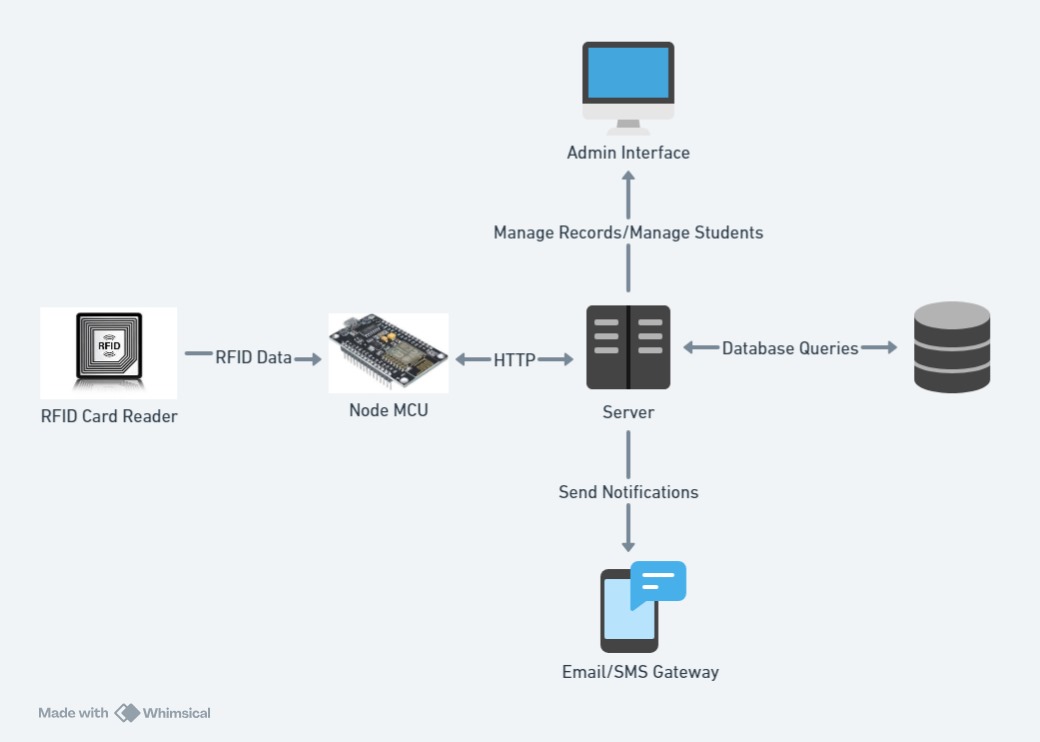 Admin Interface
Manage Records/Manage Students
RFID
RFID Data
HTTP
Database Queries
RFID Card Reader
Node MCU
Server
Send Notifications
Email/SMS Gateway
Made with Whimsical